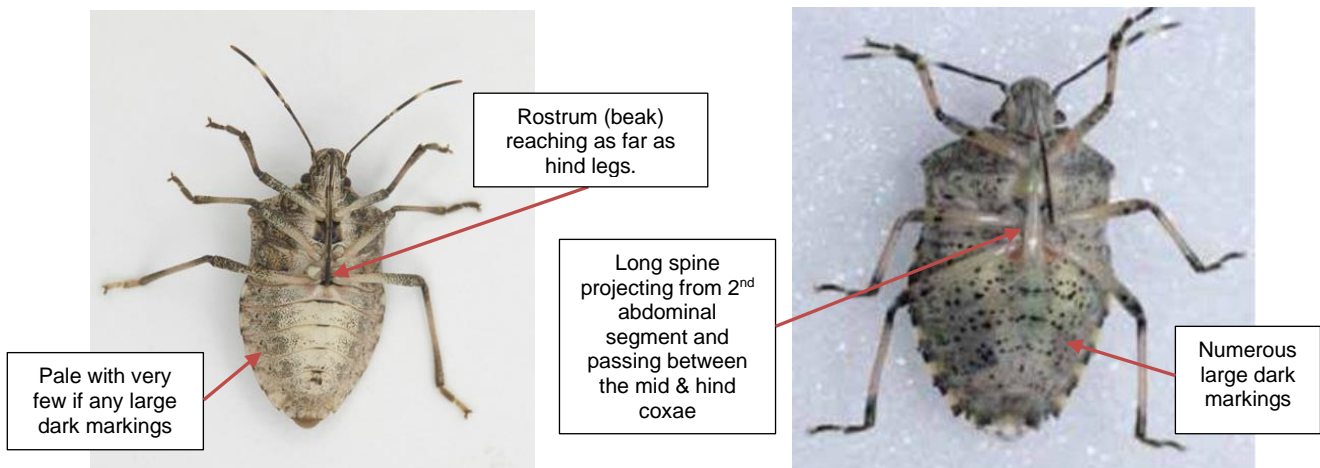 Rostrum (beak)
reaching as far as
hind legs.
Long spine
projecting from 2nd
abdominal
segment and
passing between
the mid & hind
coxae
Pale with very
few if any large
dark markings
Numerous
large dark
markings